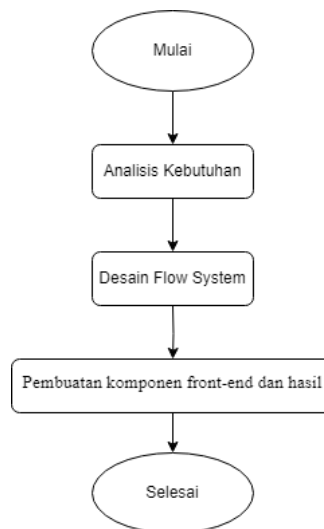 Mulai
Analisis Kebutuhan
Desain Flow System
Pembuatan komponen front-end dan hasil
Selesai